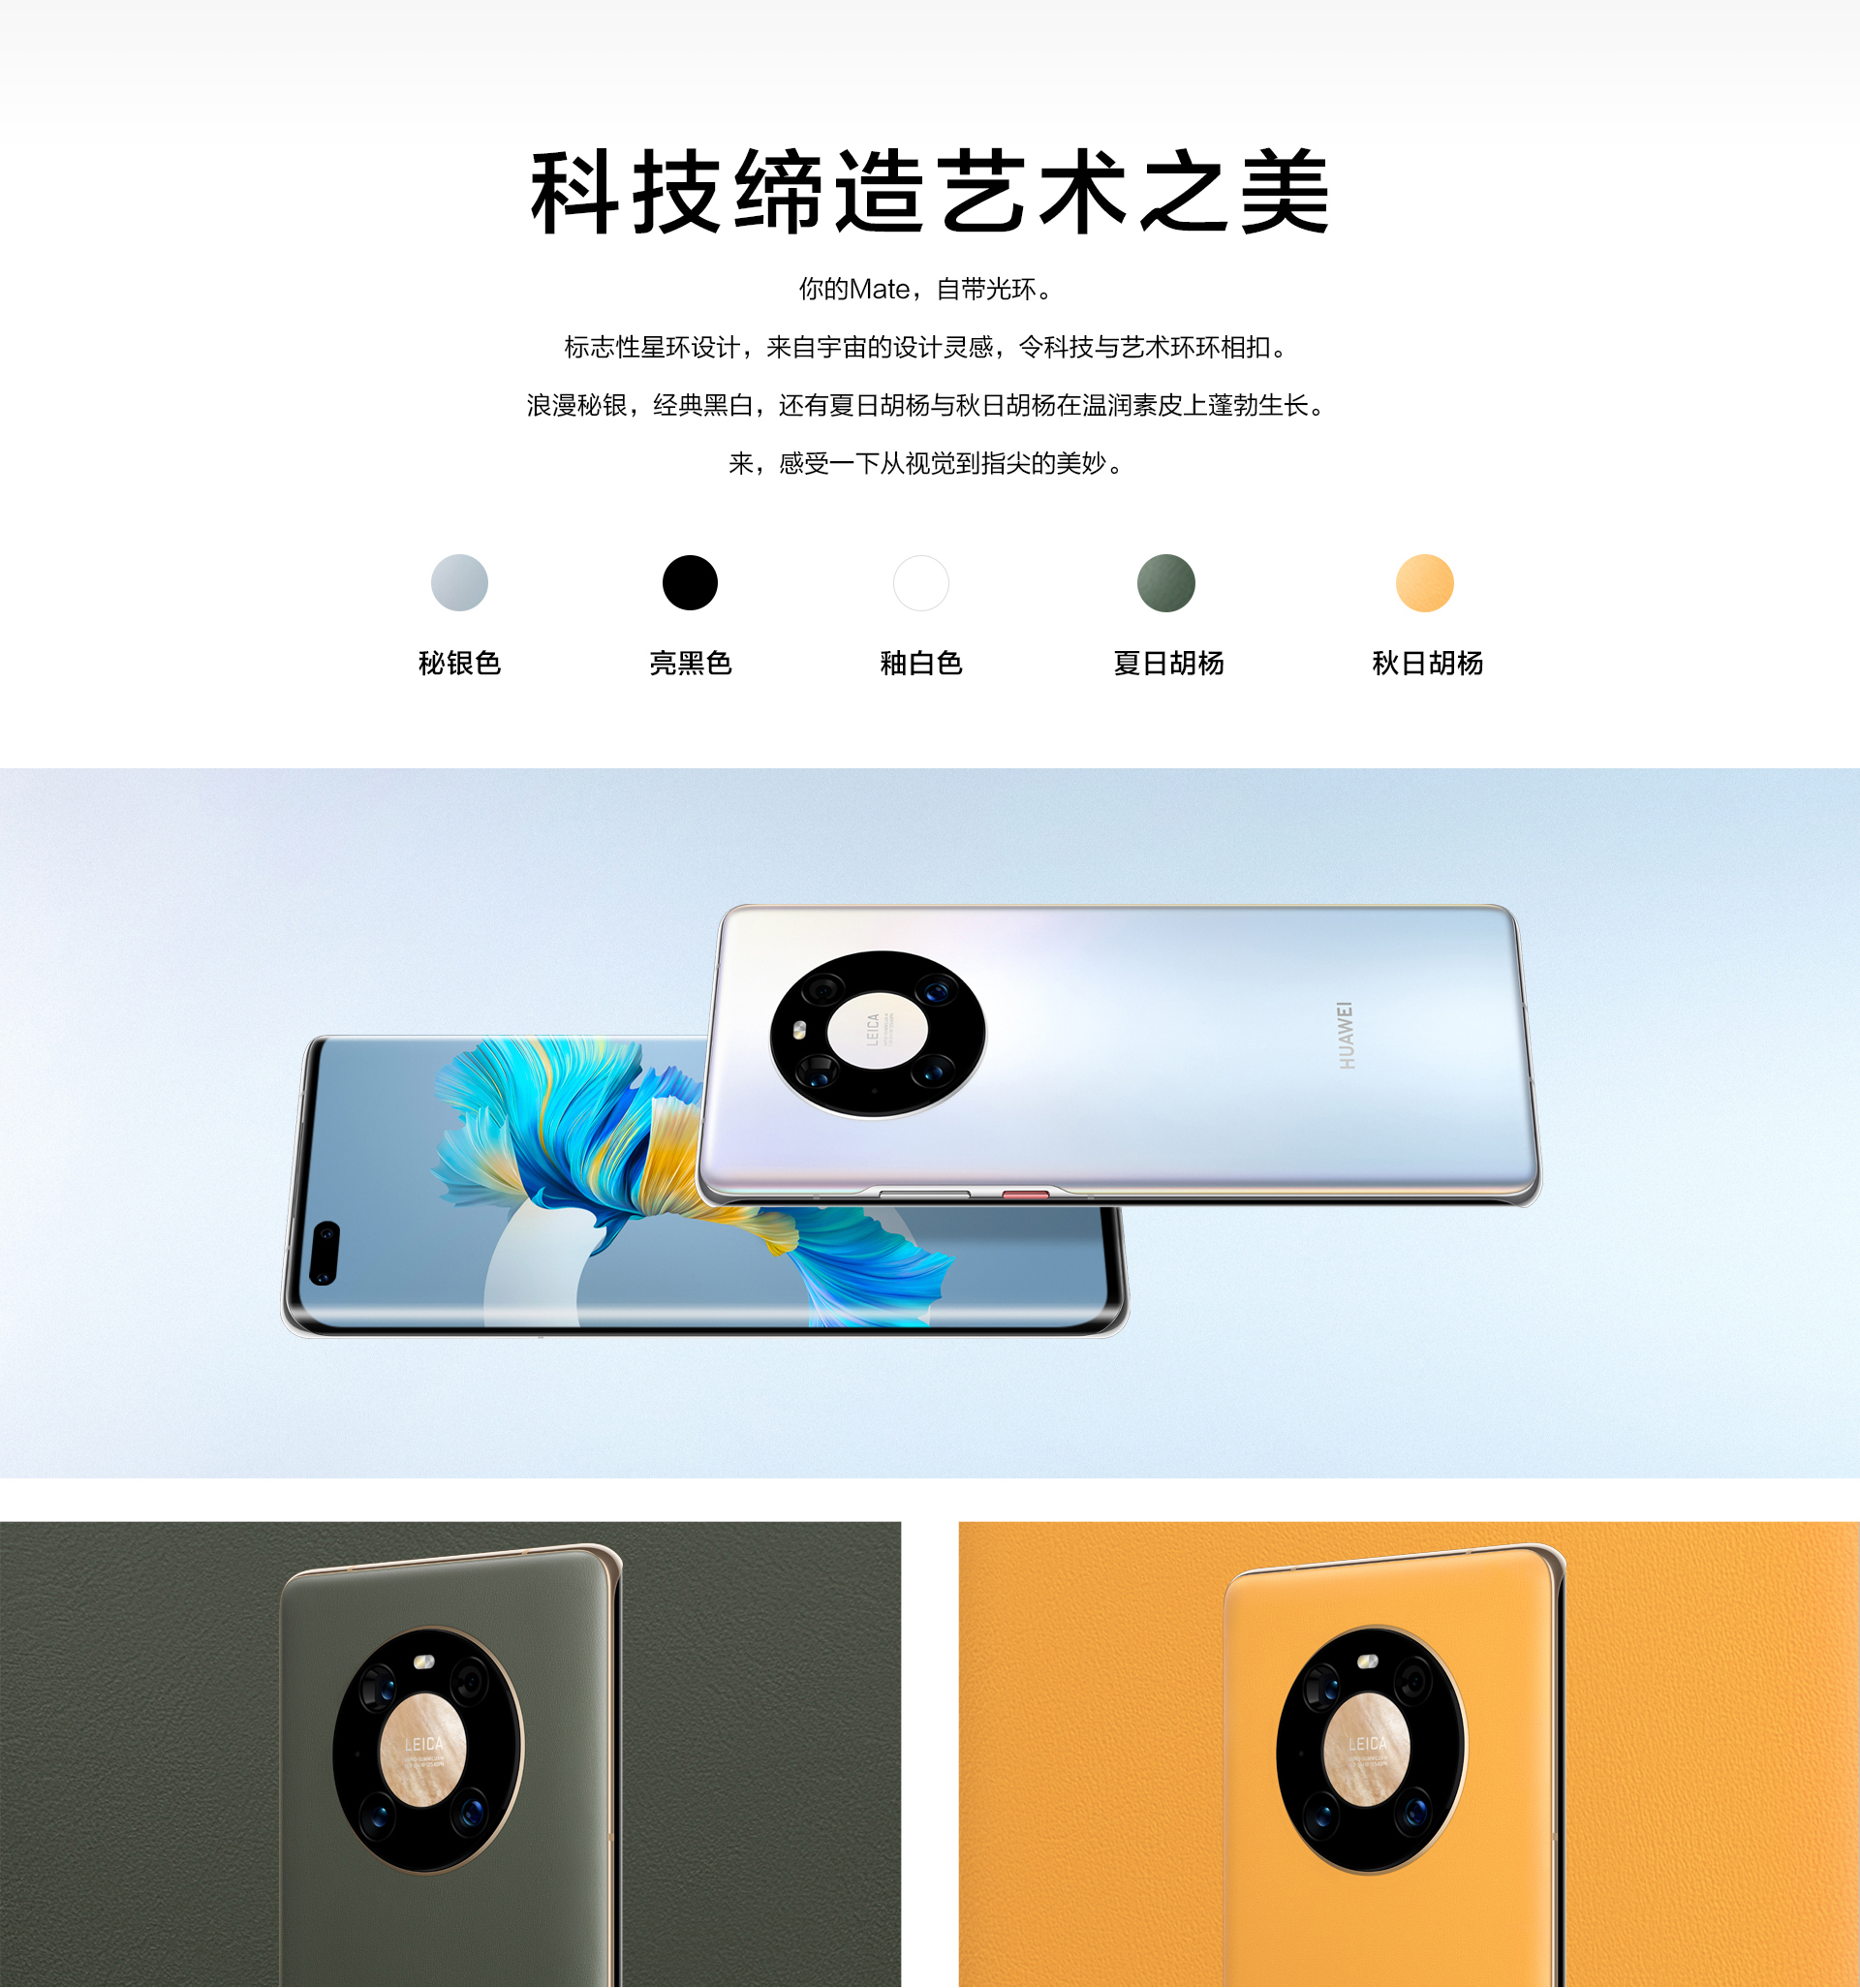 科技缔造艺术之美
你的Mate，自带光环。
标志性星环设计，来自宇宙的设计灵感，令科技与艺术环环相扣。
浪漫秘银，经典黑白，还有夏日胡杨与秋日胡杨在温润素皮上蓬勃生长。
来，感受一下从视觉到指尖的美妙。
秘银色
亮黑色
釉白色
夏日胡杨
秋日胡杨
LEICA
HUAWEI
LEICA
LEICA